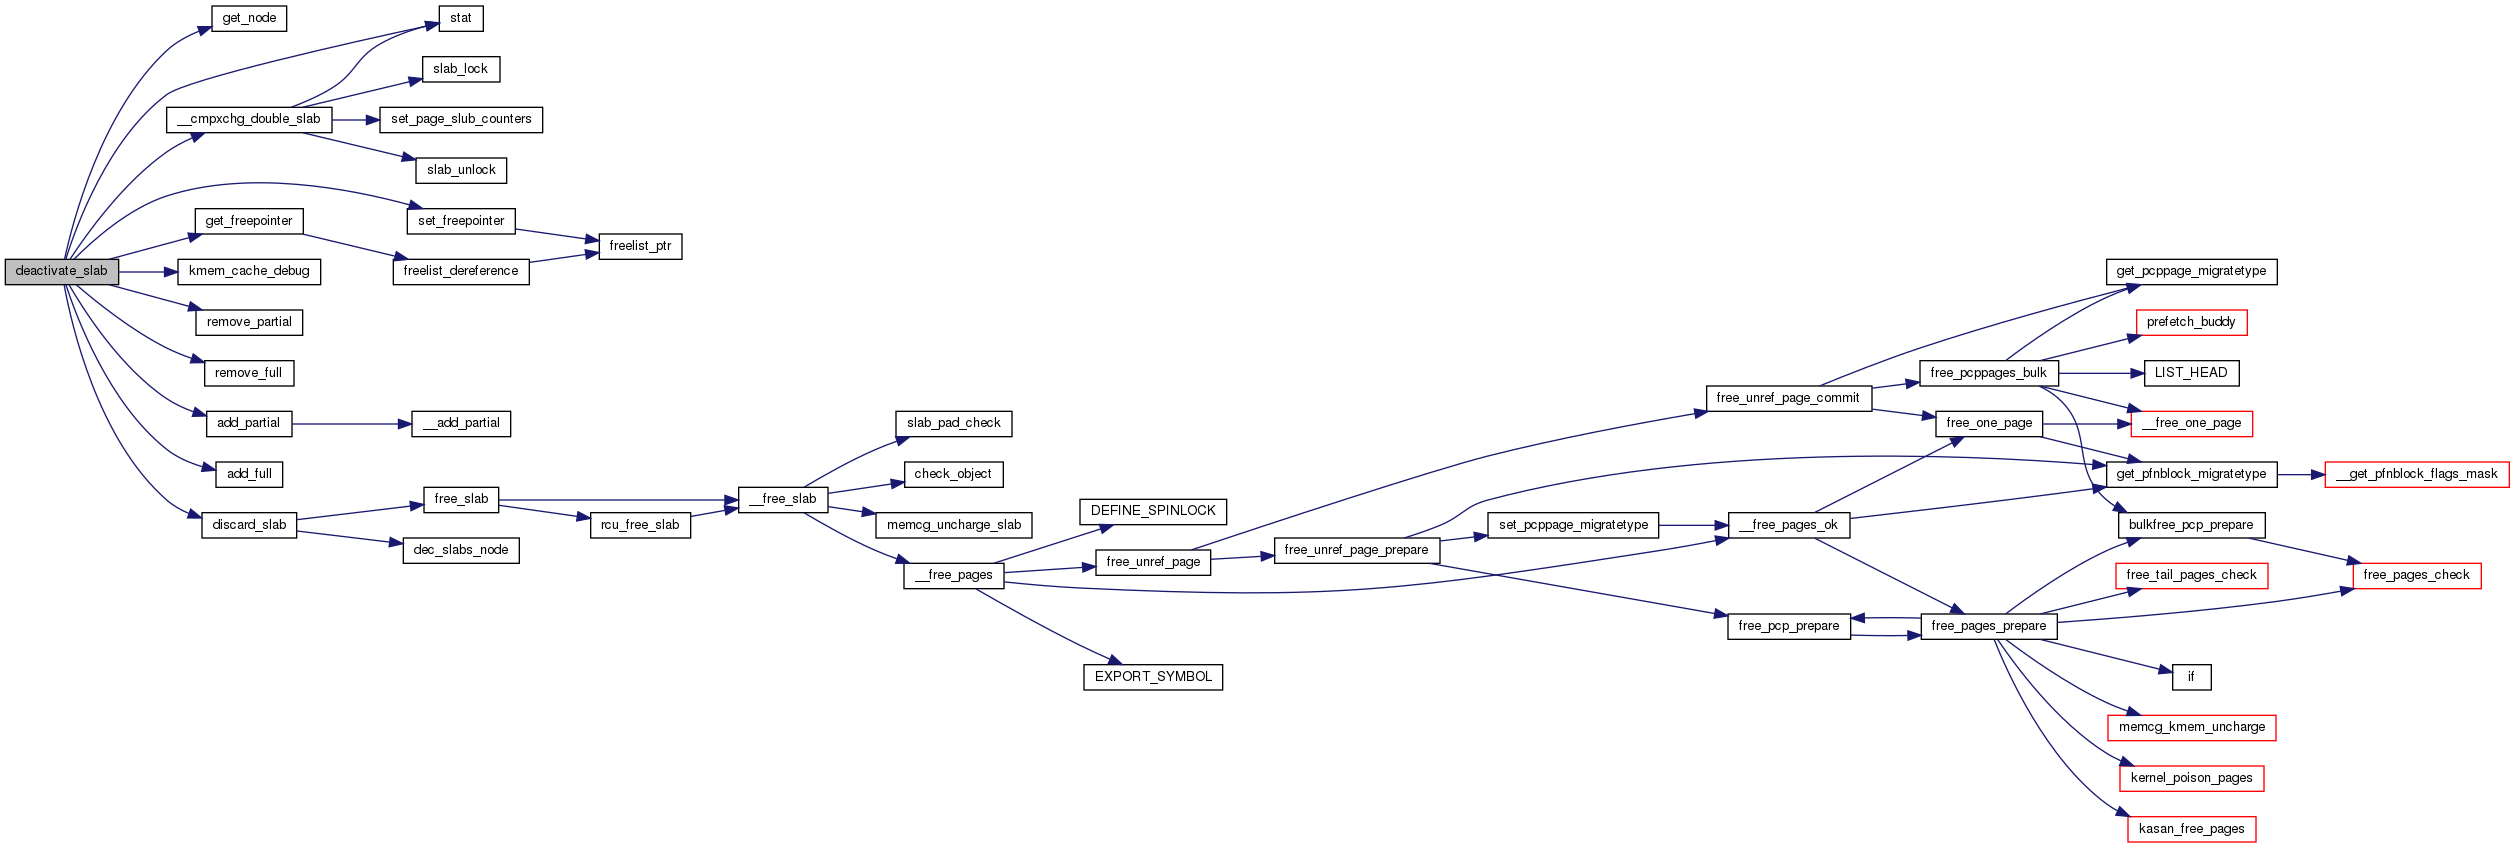 get_node
stat
slab_lock
__cmpxchg_double_slab
set_page_slub_counters
slab_unlock
get_freepointer
set_freepointer
freelist_ptr
deactivate_slab
kmem_cache_debug
freelist_dereference
get_pcppage_migratetype
remove_partial
prefetch_buddy
remove_full
free_pcppages_bulk
LIST_HEAD
free_unref_page_commit
add_partial
__add_partial
slab_pad_check
free_one_page
__free_one_page
add_full
check_object
get_pfnblock_migratetype
__get_pfnblock_flags_mask
free_slab
__free_slab
DEFINE_SPINLOCK
discard_slab
rcu_free_slab
memcg_uncharge_slab
set_pcppage_migratetype
__free_pages_ok
bulkfree_pcp_prepare
dec_slabs_node
free_unref_page_prepare
free_unref_page
__free_pages
free_tail_pages_check
free_pages_check
free_pcp_prepare
free_pages_prepare
EXPORT_SYMBOL
if
memcg_kmem_uncharge
kernel_poison_pages
kasan_free_pages